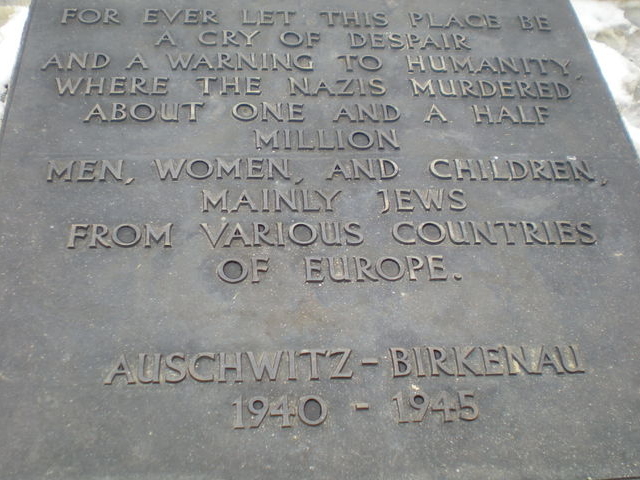 FOR EVER LET THIS PLACE BE
A CRY OF DESPAIR
AND A WARNING TO HUMANITY,
WHERE THE NAZIS MURDERED
ABOUT ONE AND A HALF
MILLION
MEN, WOMEN, AND CHILDREN,
MAINLY JEWS
FROM VARIOUS COUNTRIES
OF EUROPE.
AUSCHWITZ - BIRKENAU
1940 - 1945